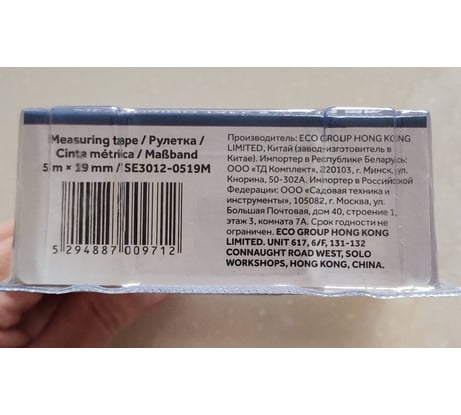 Measuring tape / Рулетка /
Cinta métrica / Maßband
5 m × 19 mm / SE3012-0519M
5 294887 009712
Производитель: ECO GROUP HONG KONG
LIMITED, Китай (завод-изготовитель в
Китае). Импортер в Республике Беларусь:
ООО «ТД Комплект», 220103, г. Минск, ул.
Кнорина, 50-302А. Импортер в Российской
Федерации: ООО «Садовая техника и
инструменты», 105082, г. Москва, ул.
Большая Почтовая, дом 40, строение 1,
этаж 3, комната 7А. Срок годности не
ограничен. ECO GROUP HONG KONG
LIMITED. UNIT 617, 6/F, 131-132
CONNAUGHT ROAD WEST, SOLO
WORKSHOPS, HONG KONG, CHINA.